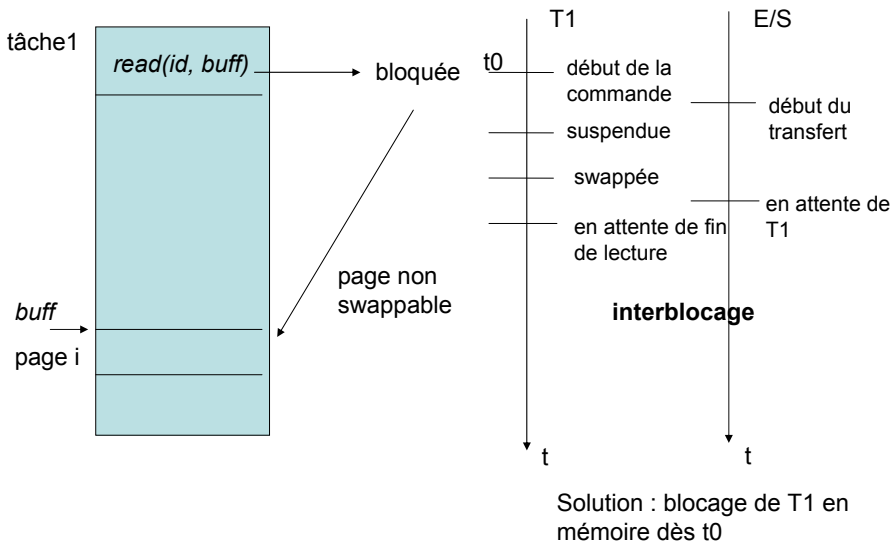 tâche1
read(id, buff)
bloquée
page non
swappable
buff
page i
t0
T1
début de la
commande
suspendue
swappée
en attente de fin
de lecture
E/S
début du
transfert
en attente de
T1
interblocage
t
t
Solution : blocage de T1 en
mémoire dès t0